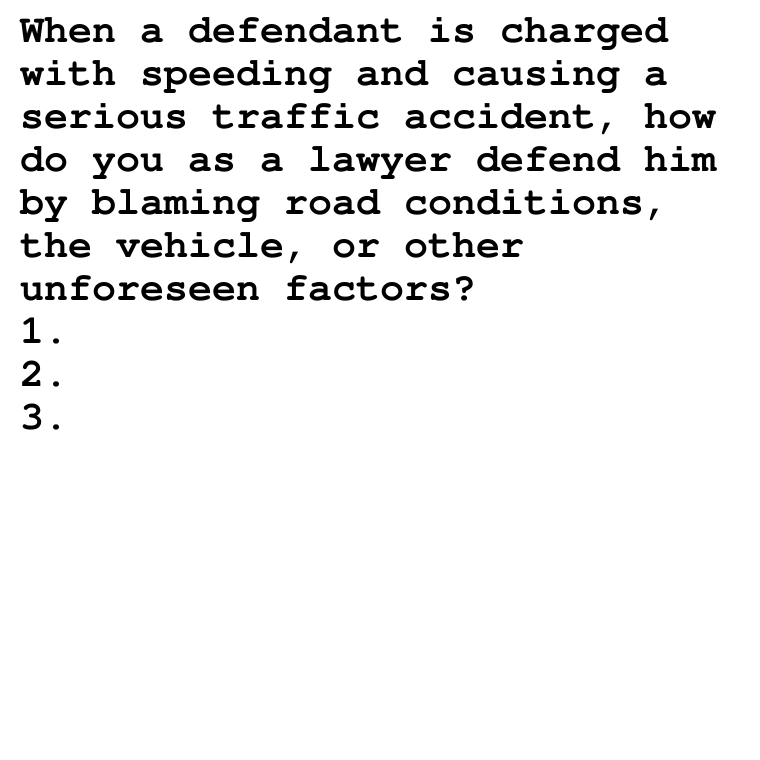 When a defendant is charged
with speeding and causing a
serious traffic accident, how
do you as a lawyer defend him
by blaming road conditions,
the vehicle, or other
unforeseen factors?
1.
2.
3.